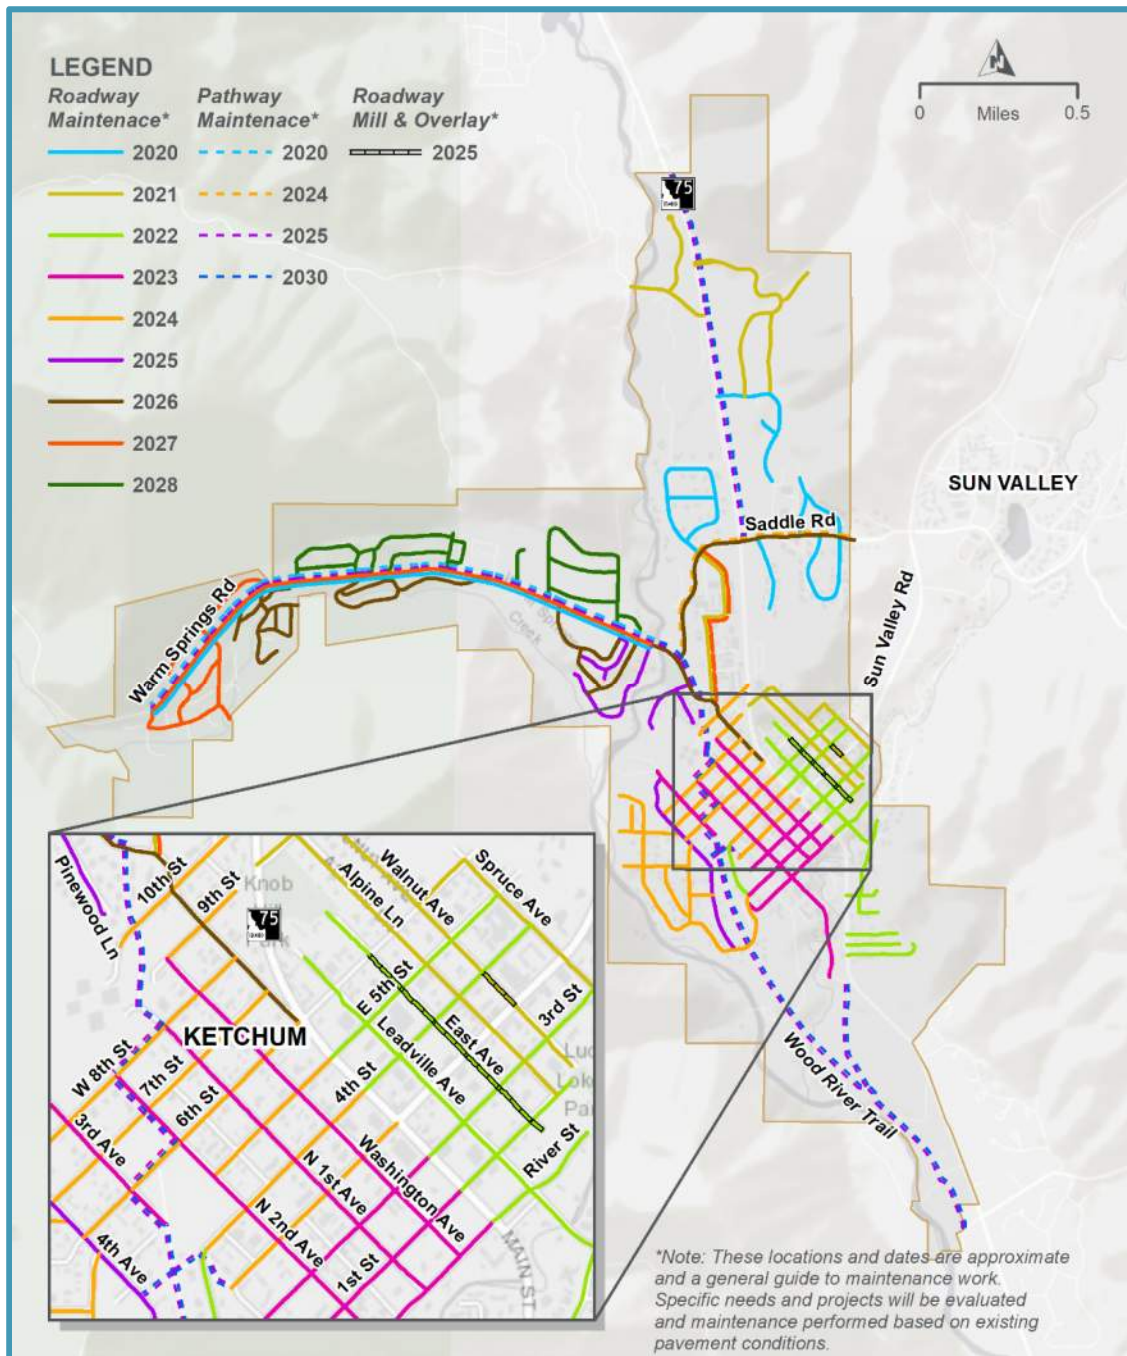 LEGEND
Roadway
Maintenace*
2020
2021
2022
2023
2024
2025
2026
2027
2028
Pathway
Maintenace*
2020
2024
2025
2030
Roadway
Mill & Overlay*
2025
N
0
Miles
0.5
75
SUN VALLEY
Saddle Rd
Sun Valley Rd
Warm Springs Rd
Creek
Wood River Trail
Pinewood Ln
10th St
9th St
Knob
Park
75
Alpine Ln
Walnut Ave
Spruce Ave
E 5th St
3rd St
East Ave
Leadville Ave
KETCHUM
4th St
W 8th St
7th St
6th St
3rd Ave
4th Ave
N 1st Ave
Washington Ave
N 2nd Ave
1st St
River St
MAIN ST
*Note: These locations and dates are approximate
and a general guide to maintenance work.
Specific needs and projects will be evaluated
and maintenance performed based on existing
pavement conditions.